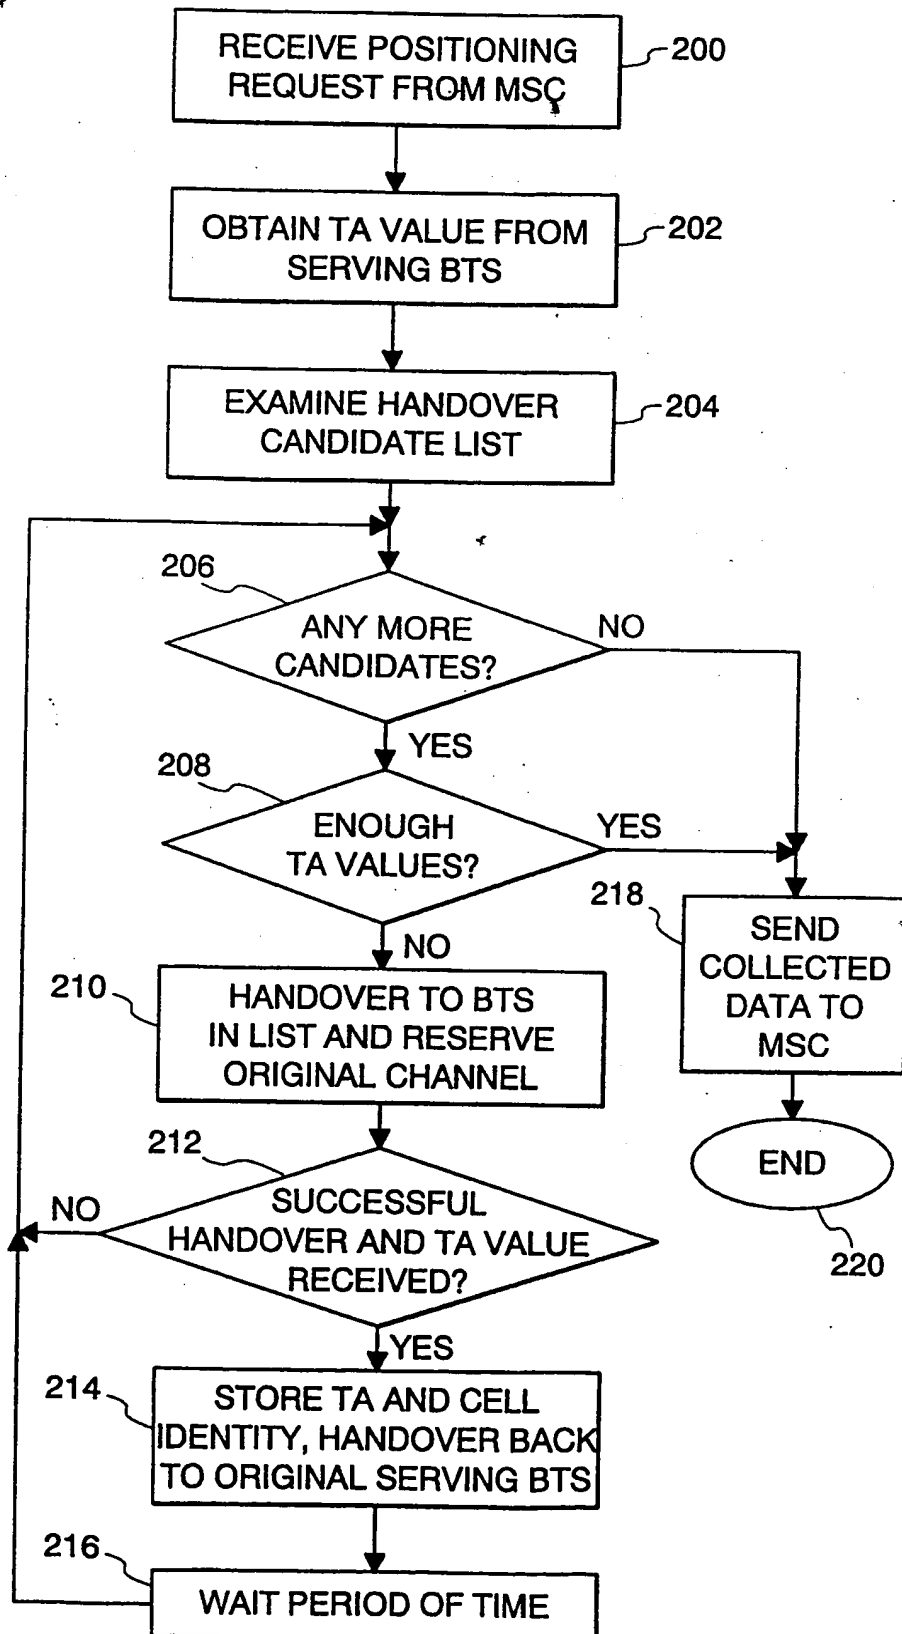 RECEIVE POSITIONING
REQUEST FROM MSC
200
OBTAIN TA VALUE FROM
SERVING BTS
202
EXAMINE HANDOVER
CANDIDATE LIST
204
206
ANY MORE
CANDIDATES?
NO
YES
208
ENOUGH
TA VALUES?
YES
NO
218
SEND
COLLECTED
DATA TO
MSC
210
HANDOVER TO BTS
IN LIST AND RESERVE
ORIGINAL CHANNEL
END
220
212
SUCCESSFUL
HANDOVER AND TA VALUE
RECEIVED?
NO
YES
214
STORE TA AND CELL
IDENTITY, HANDOVER BACK
TO ORIGINAL SERVING BTS
216
WAIT PERIOD OF TIME